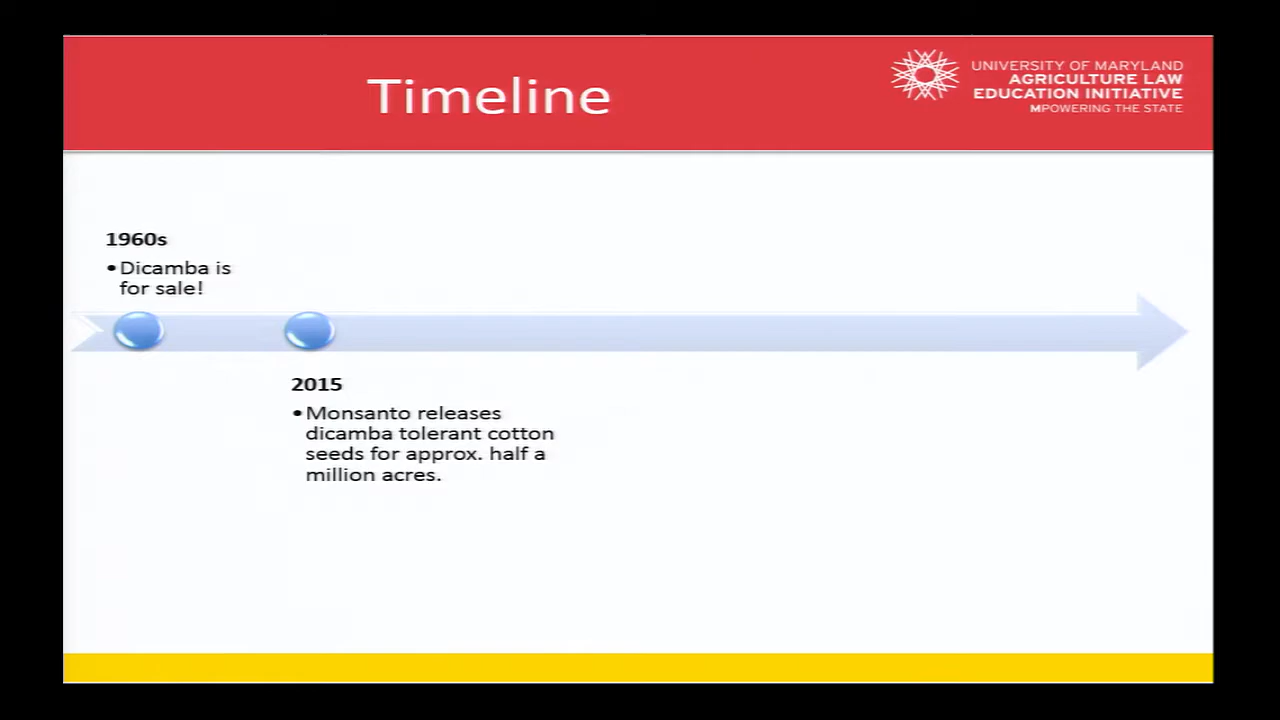 Timeline
UNIVERSITY OF MARYLAND
AGRICULTURE LAW
EDUCATION INITIATIVE
MPOWERING THE STATE
1960s
•Dicamba is
for sale!
2015
•Monsanto releases
dicamba tolerant cotton
seeds for approx. half a
million acres.